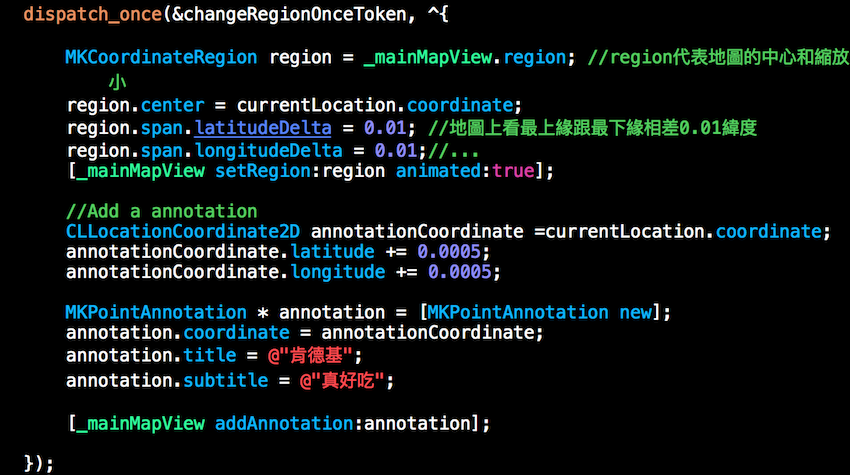 dispatch_once(&changeRegionOnceToken, ^{
MKCoordinateRegion region = _mainMapView.region; //region代表地圖的中心和縮放
小
region.center = currentLocation.coordinate;
region.span.latitudeDelta = 0.01; //地圖上看最上緣跟最下緣相差0.01緯度
region.span.longitudeDelta = 0.01;//...
[_mainMapView setRegion:region animated:true];
//Add a annotation
CLLocationCoordinate2D annotationCoordinate =currentLocation.coordinate;
annotationCoordinate.latitude += 0.0005;
annotationCoordinate.longitude += 0.0005;
MKPointAnnotation * annotation = [MKPointAnnotation new];
annotation.coordinate = annotationCoordinate;
annotation.title = @"肯德基";
annotation.subtitle = @"真好吃";
[_mainMapView addAnnotation:annotation];
});